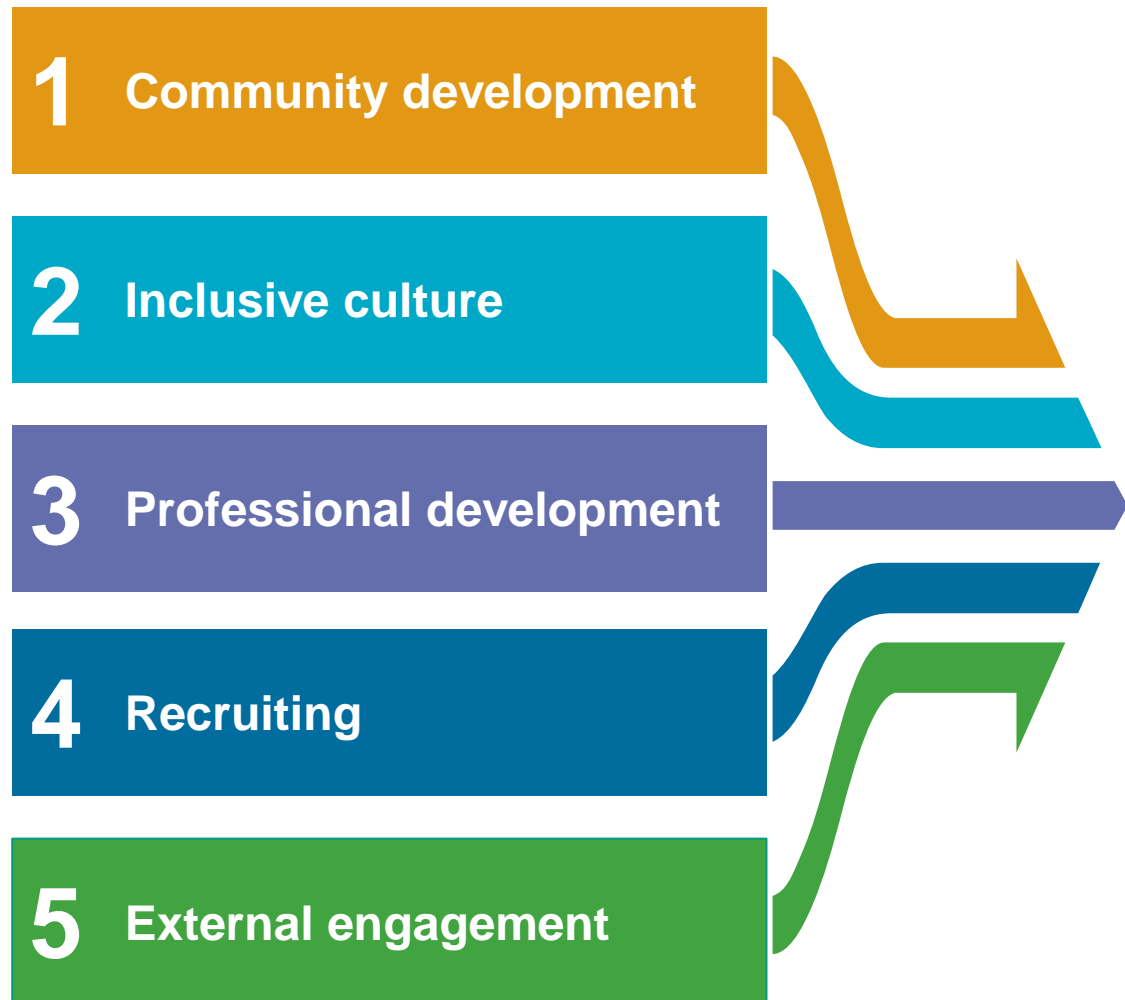 1 Community development
2 Inclusive culture
3 Professional development
4 Recruiting
5 External engagement